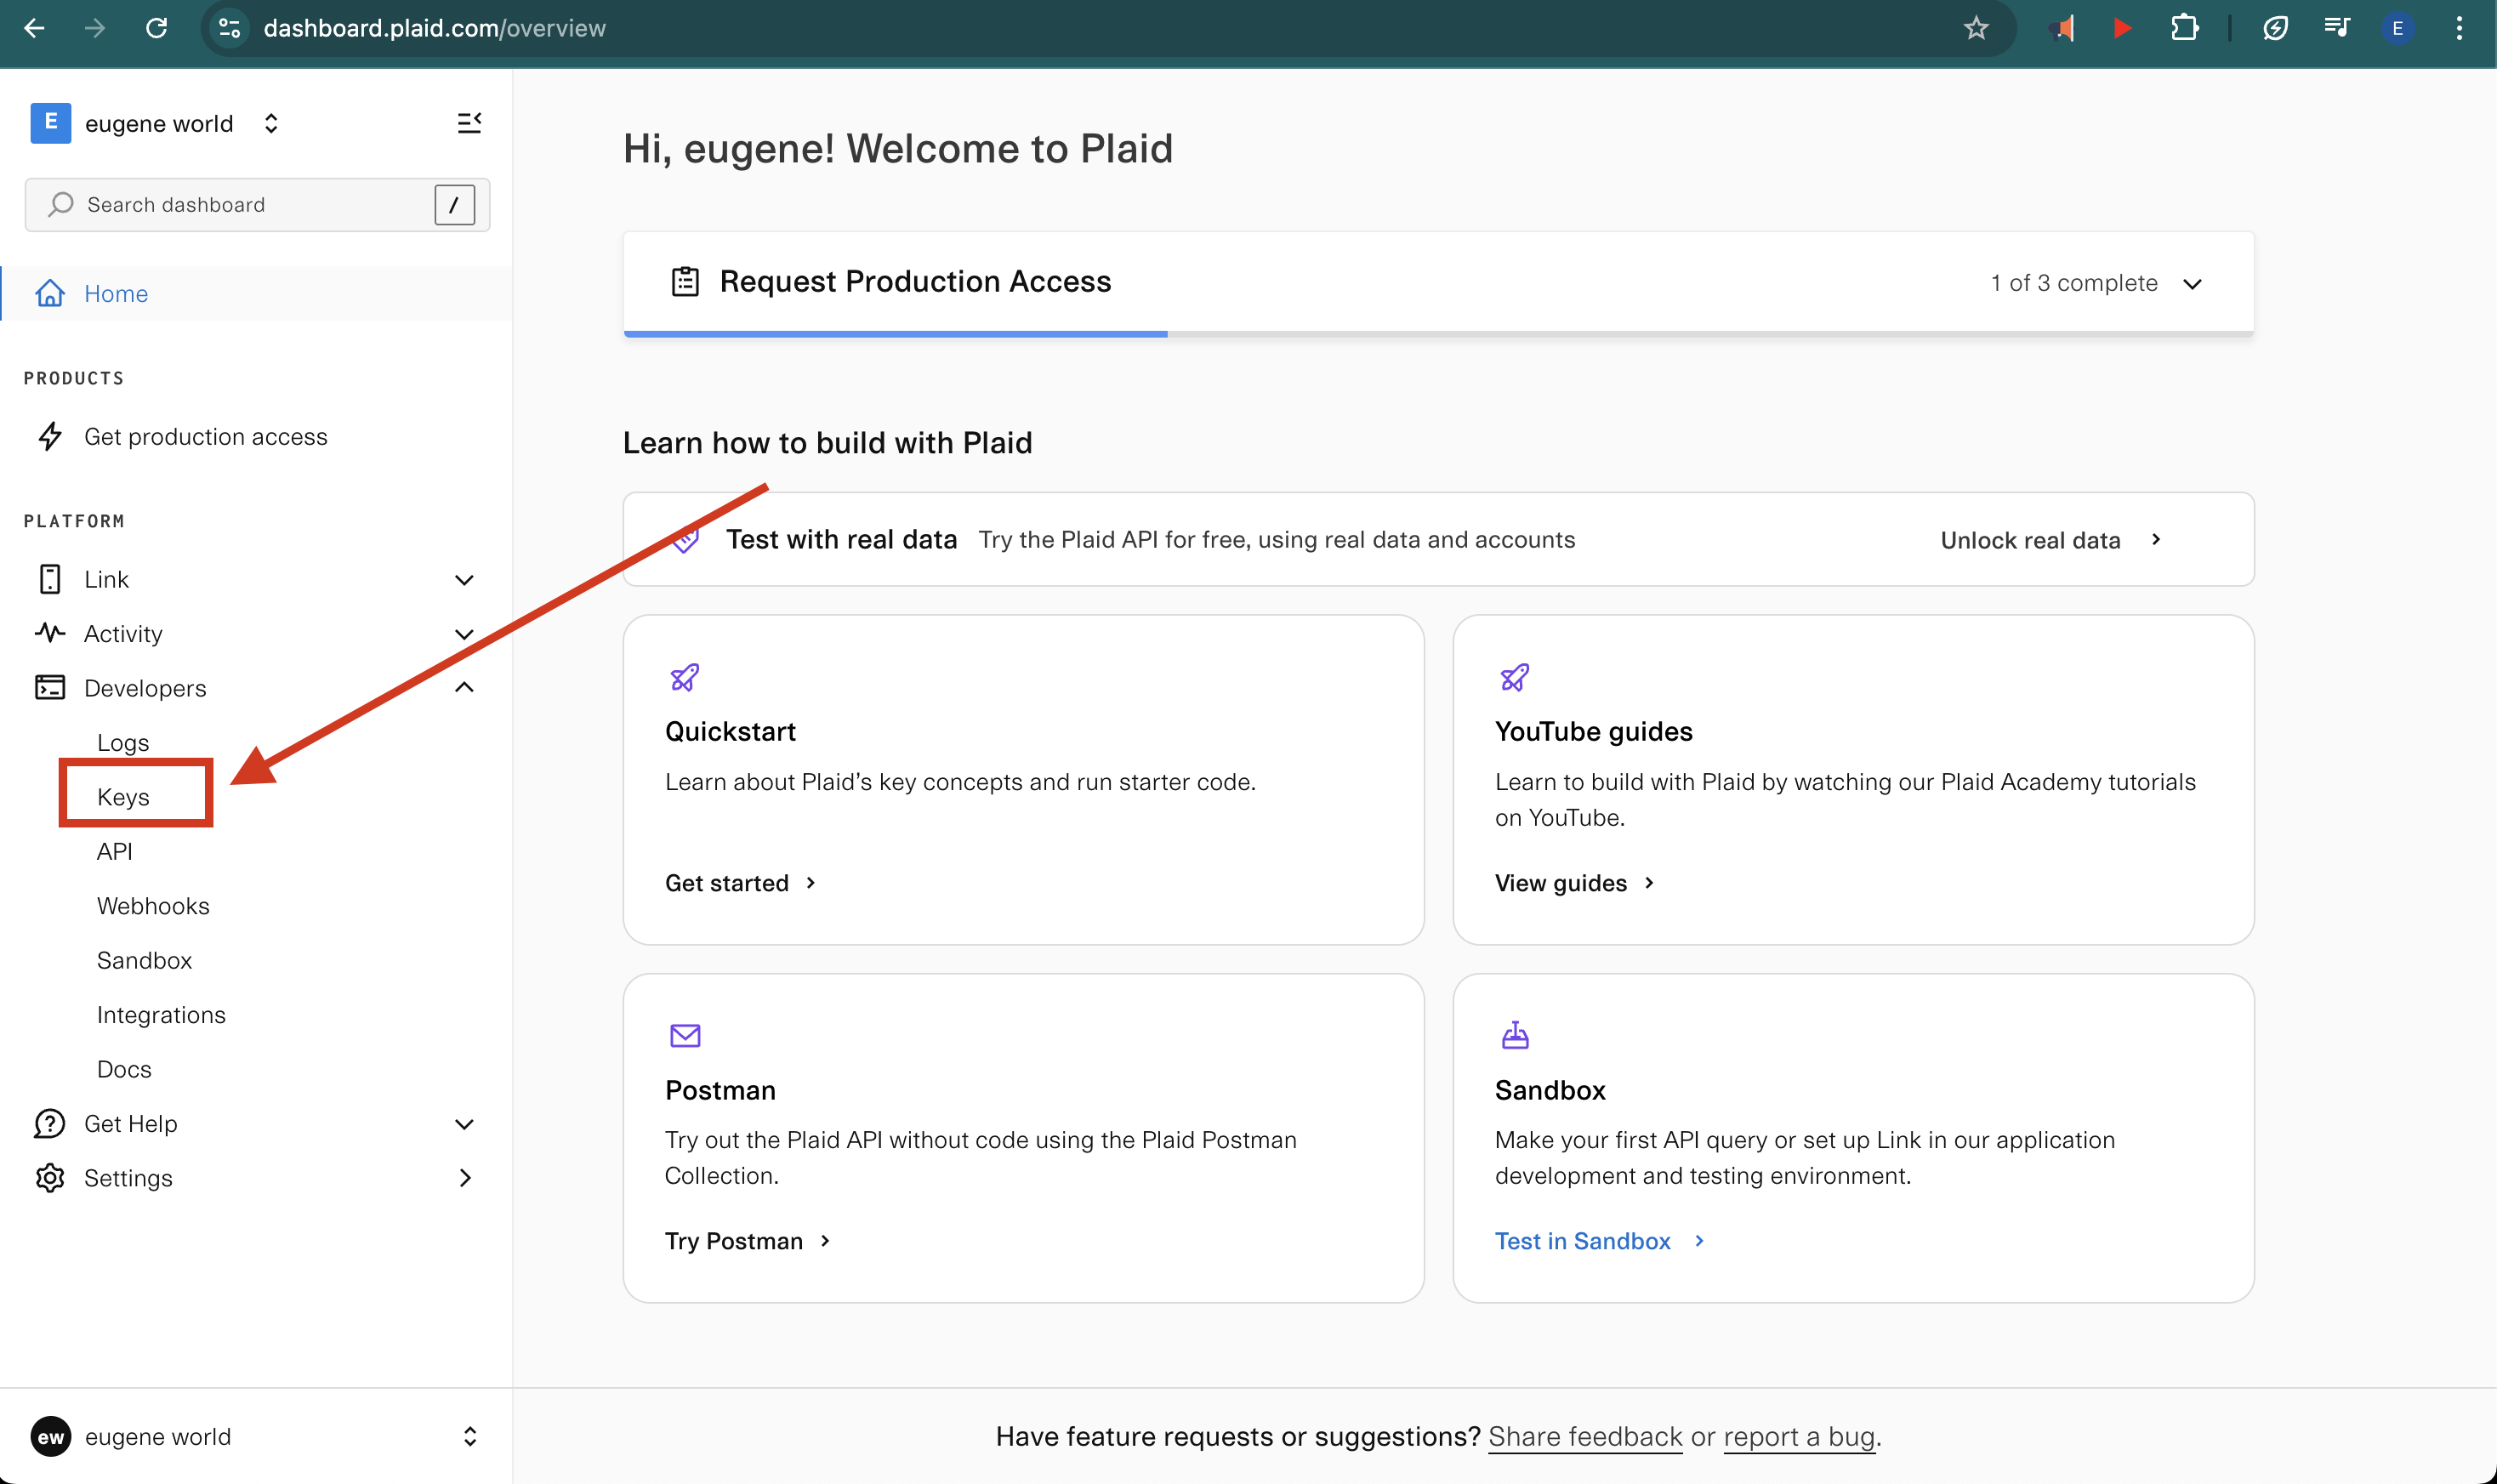 dashboard.plaid.com/overview
E
E
eugene world
Search dashboard
/
Home
PRODUCTS
Get production access
PLATFORM
Link
Activity
Developers
Logs
Keys
API
Webhooks
Sandbox
Integrations
Docs
Get Help
Settings
ew
eugene world
Hi, eugene! Welcome to Plaid
Request Production Access
1 of 3 complete
Learn how to build with Plaid
Test with real data Try the Plaid API for free, using real data and accounts
Unlock real data
Quickstart
Learn about Plaid’s key concepts and run starter code.
Get started
YouTube guides
Learn to build with Plaid by watching our Plaid Academy tutorials
on YouTube.
View guides
Postman
Try out the Plaid API without code using the Plaid Postman
Collection.
Try Postman
Sandbox
Make your first API query or set up Link in our application
development and testing environment.
Test in Sandbox
Have feature requests or suggestions? Share feedback or report a bug.